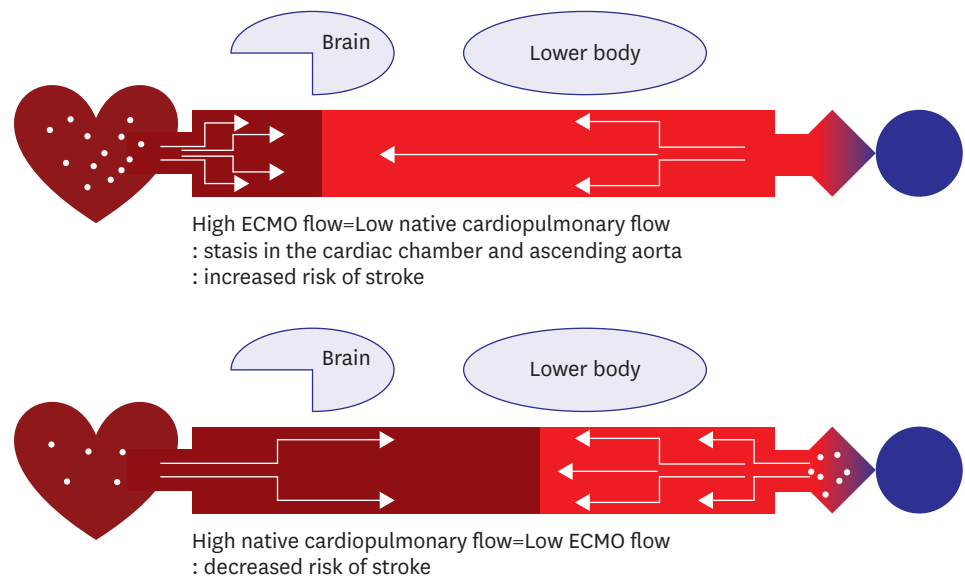 Brain
Lower body
High ECMO flow=Low native cardiopulmonary flow
: stasis in the cardiac chamber and ascending aorta
: increased risk of stroke
Brain
Lower body
High native cardiopulmonary flow=Low ECMO flow
: decreased risk of stroke